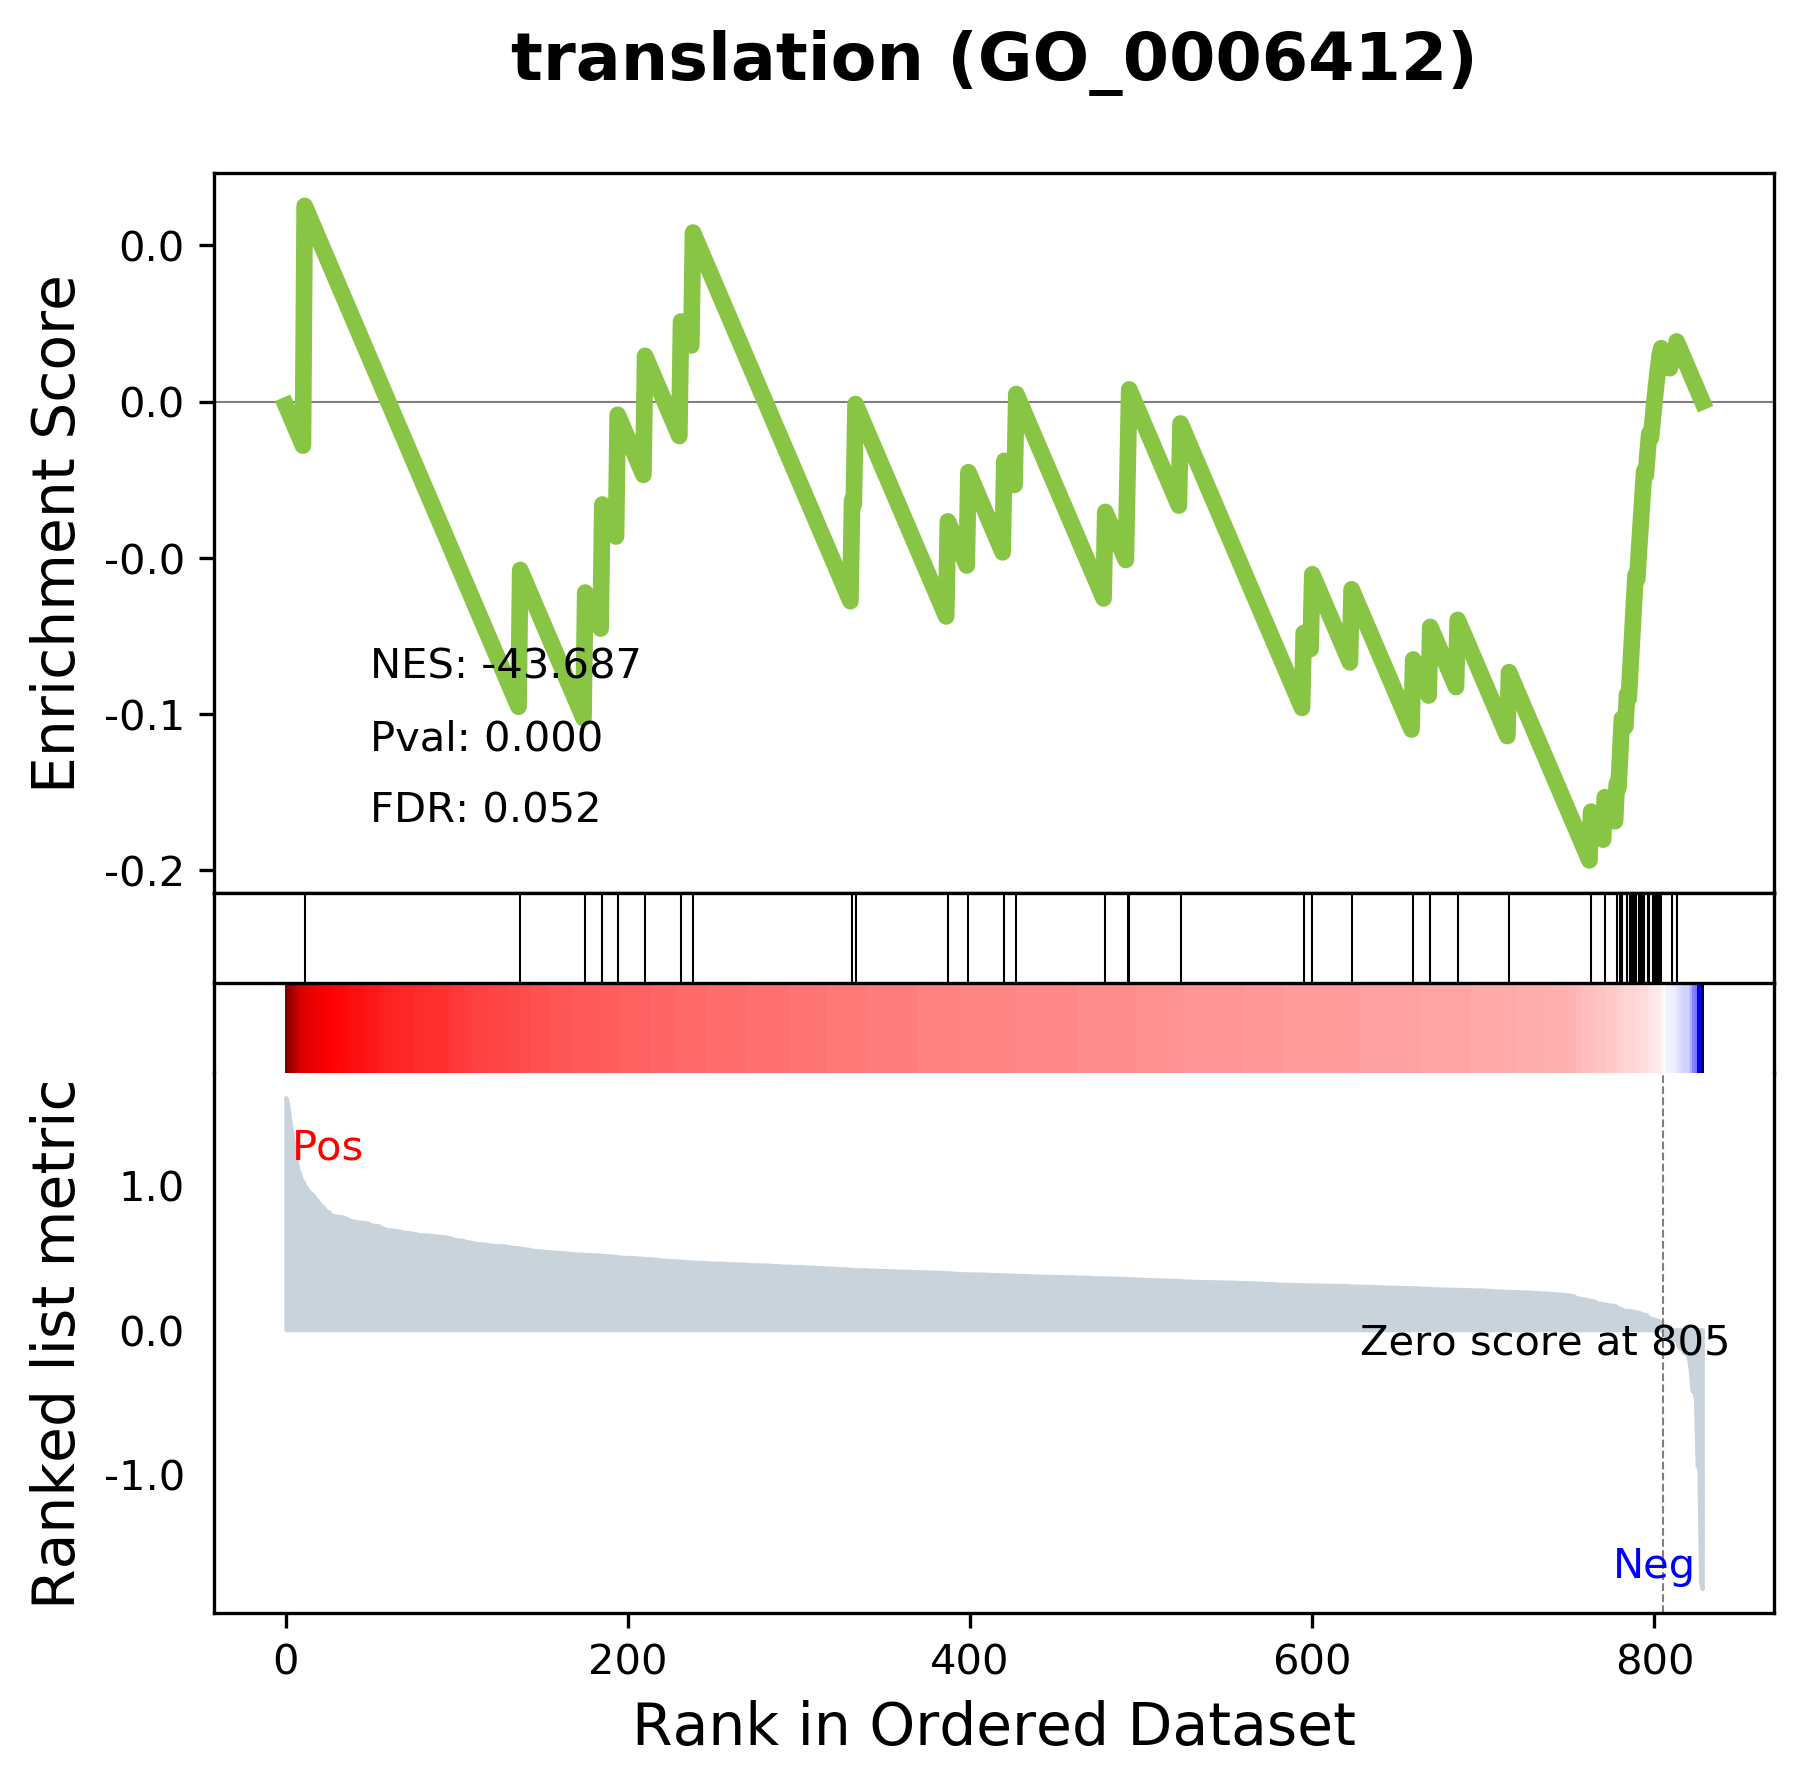 translation (GO_0006412)
Enrichment Score
0.0
0.0
-0.0
-0.1
-0.2
NES: -43.687
Pval: 0.000
FDR: 0.052
Ranked list metric
1.0
0.0
-1.0
Pos
Zero score at 805
Neg
0 200 400 600 800
Rank in Ordered Dataset